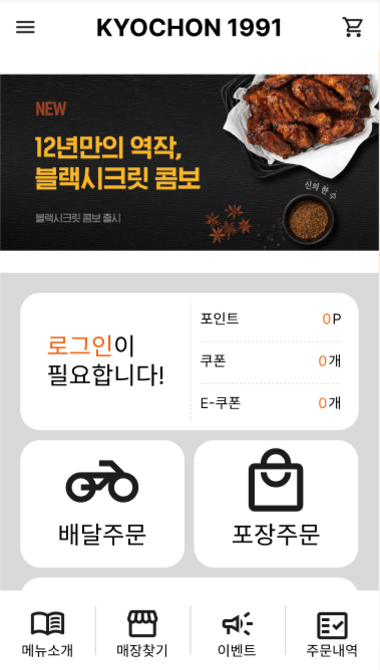 KYOCHON 1991
NEW
12년만의 역작,
블랙시크릿 콤보
신의 한 수
블랙시크릿 콤보 출시
로그인이
필요합니다!
포인트 0 P
쿠폰 0 개
E-쿠폰 0 개
배달주문
포장주문
메뉴소개
매장찾기
이벤트
주문내역